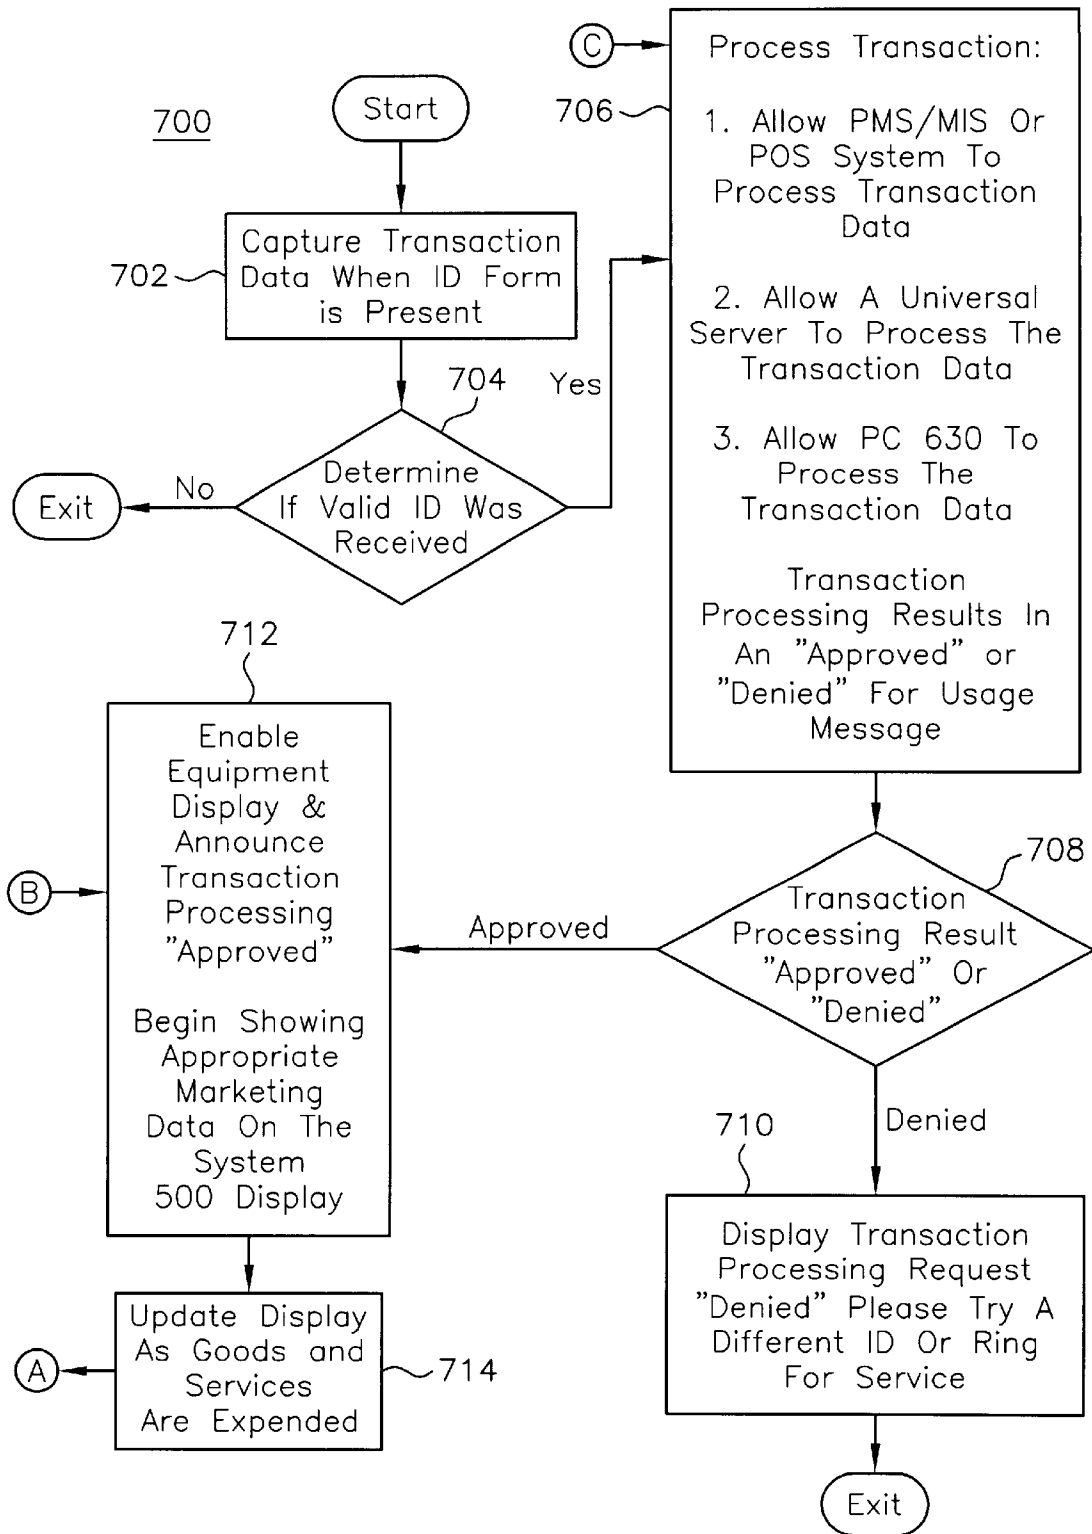 700
Start
702
Capture Transaction
Data When ID Form
is Present
704
Determine
If Valid ID Was
Received
No
Exit
Yes
C
706
Process Transaction:
1. Allow PMS/MIS Or
POS System To
Process Transaction
Data
2. Allow A Universal
Server To Process The
Transaction Data
3. Allow PC 630 To
Process The
Transaction Data
Transaction
Processing Results In
An "Approved" or
"Denied" For Usage
Message
708
Transaction
Processing Result
"Approved" Or
"Denied"
Approved
Denied
710
Display Transaction
Processing Request
"Denied" Please Try A
Different ID Or Ring
For Service
Exit
712
B
Enable
Equipment
Display &
Announce
Transaction
Processing
"Approved"
Begin Showing
Appropriate
Marketing
Data On The
System
500 Display
714
Update Display
As Goods and
Services
Are Expended
A